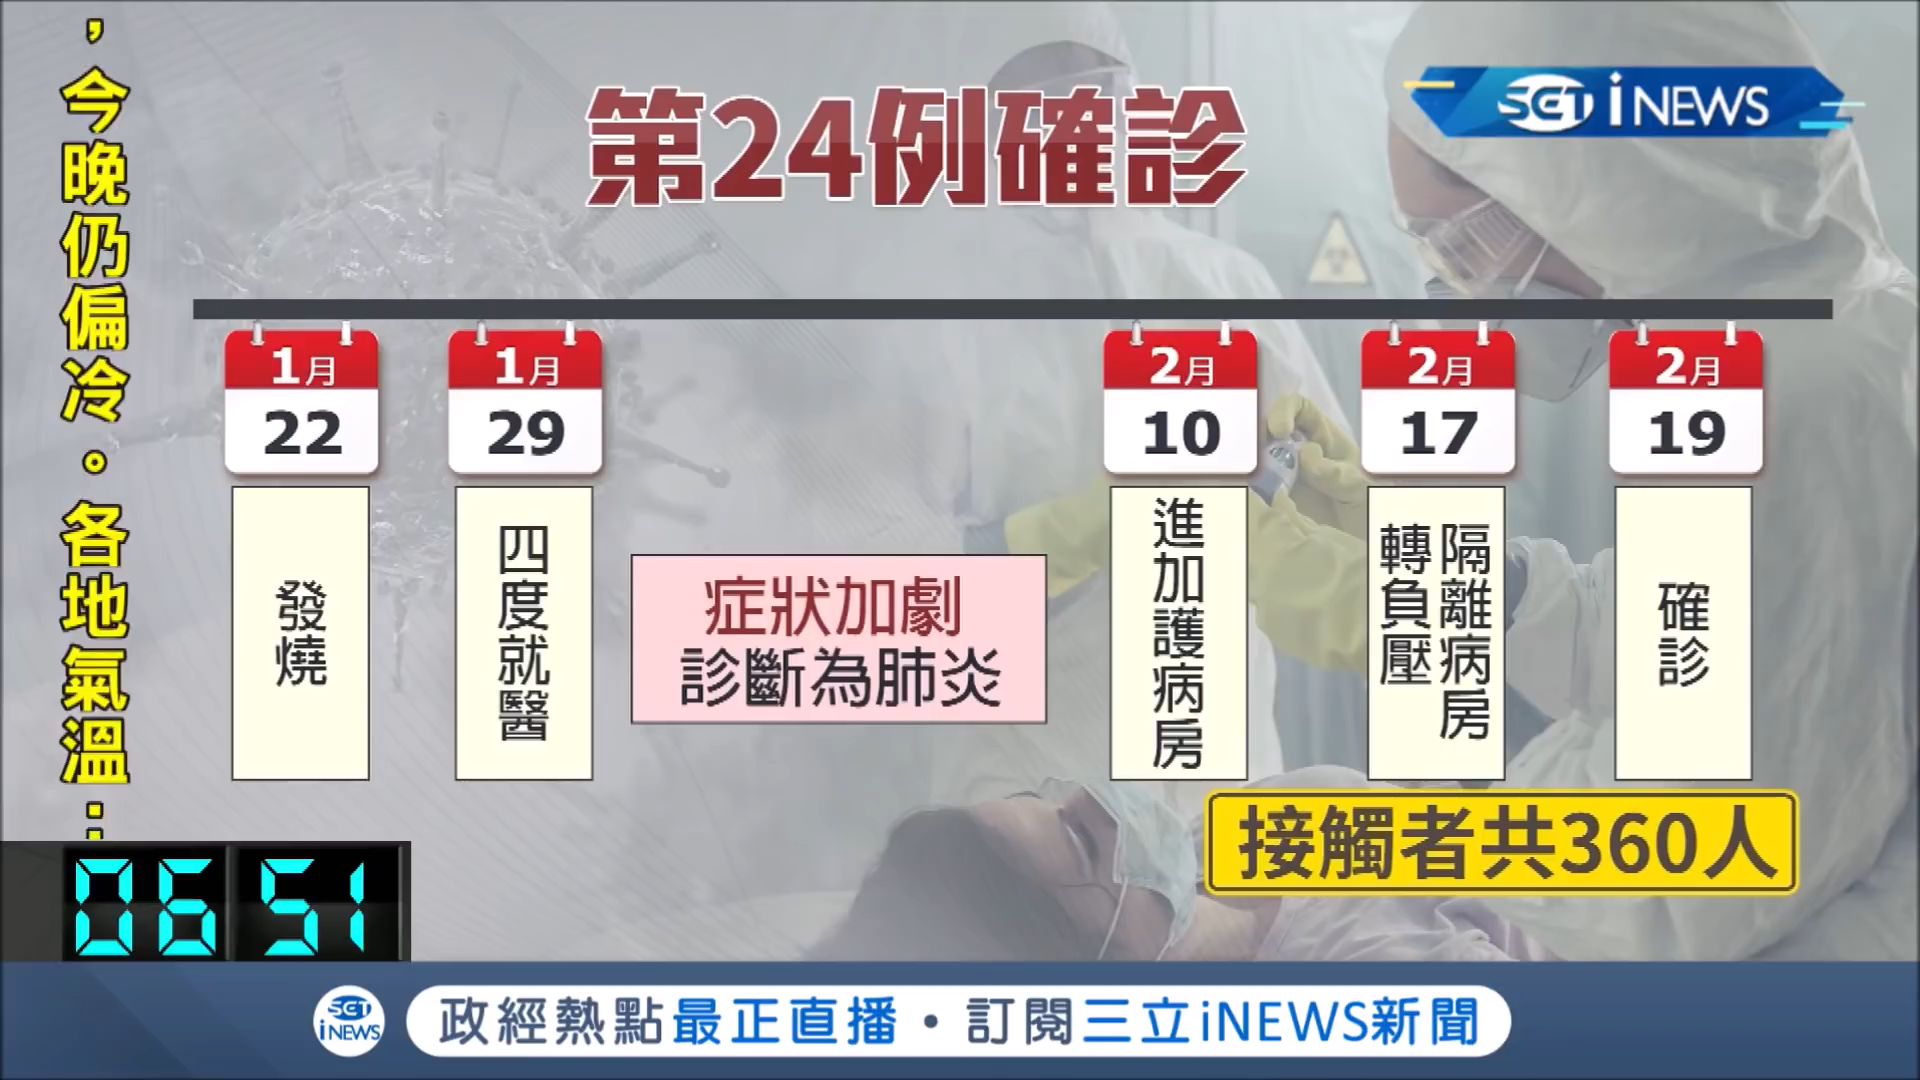 ，今晚仍偏冷。各地氣溫：
第24例確診
SET iNEWS
1月
22
發燒
1月
29
四度就醫
症狀加劇
診斷為肺炎
2月
10
進加護病房
2月
17
轉負壓
隔離病房
2月
19
確診
接觸者共360人
06 51
SET iNEWS
政經熱點最正直播・訂閱三立iNEWS新聞